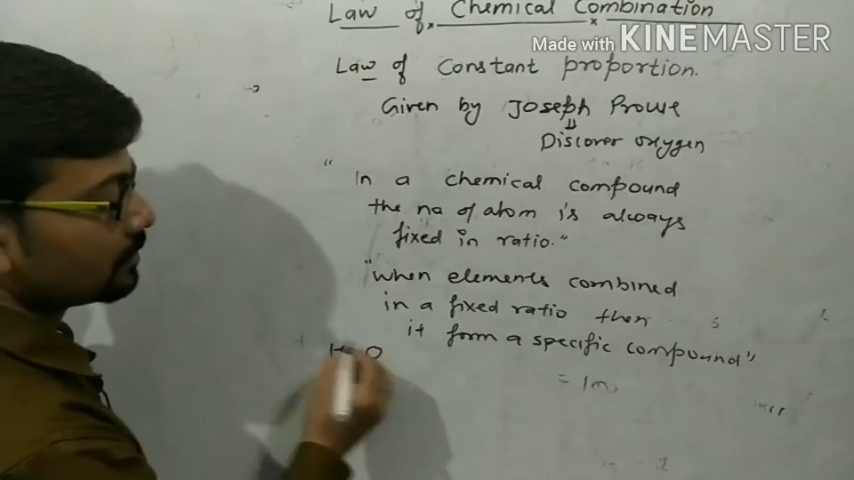 Law of Chemical Combination
Made with KINEMASTER
Law of Constant proportion.
Given by Joseph Prouse
Discover oxygen
"In a chemical compound
the no of atom is always
fixed in ratio."
"when elements combined
in a fixed ratio then
it form a specific compound"
H O